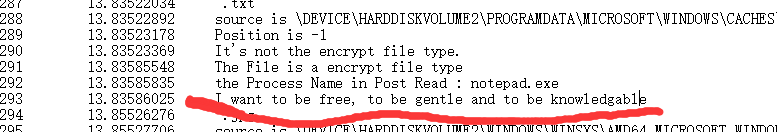 287 13.83522034 .txt
288 13.83522892 source is \DEVICE\HARDDISKVOLUME2\PROGRAMDATA\MICROSOFT\WINDOWS\CACHES
289 13.83523178 Position is -1
290 13.83523369 It's not the encrypt file type.
291 13.83585548 The File is a encrypt file type
292 13.83585835 the Process Name in Post Read : notepad.exe
293 13.83586025 I want to be free, to be gentle and to be knowledgable
294 13.85526276
295 13.85527706 source is \DEVICE\HARDDISKVOLUME2\WINDOWS\WINSXS\AMD64_MICROSOFT_WINDOWS